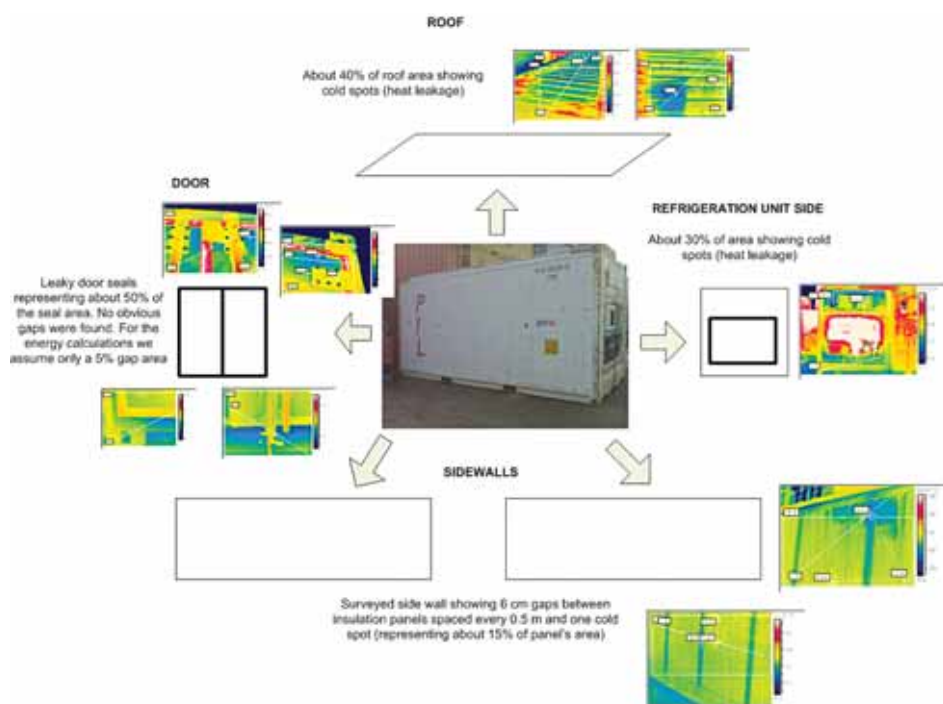 ROOF
About 40% of roof area showing
cold spots (heat leakage)
DOOR
Leaky door seals
representing about 50% of
the seal area. No obvious
gaps were found. For the
energy calculations we
assume only a 5% gap area
REFRIGERATION UNIT SIDE
About 30% of area showing cold
spots (heat leakage)
PIL
SIDEWALLS
Surveyed side wall showing 6 cm gaps between
insulation panels spaced every 0.5 m and one cold
spot (representing about 15% of panel's area)